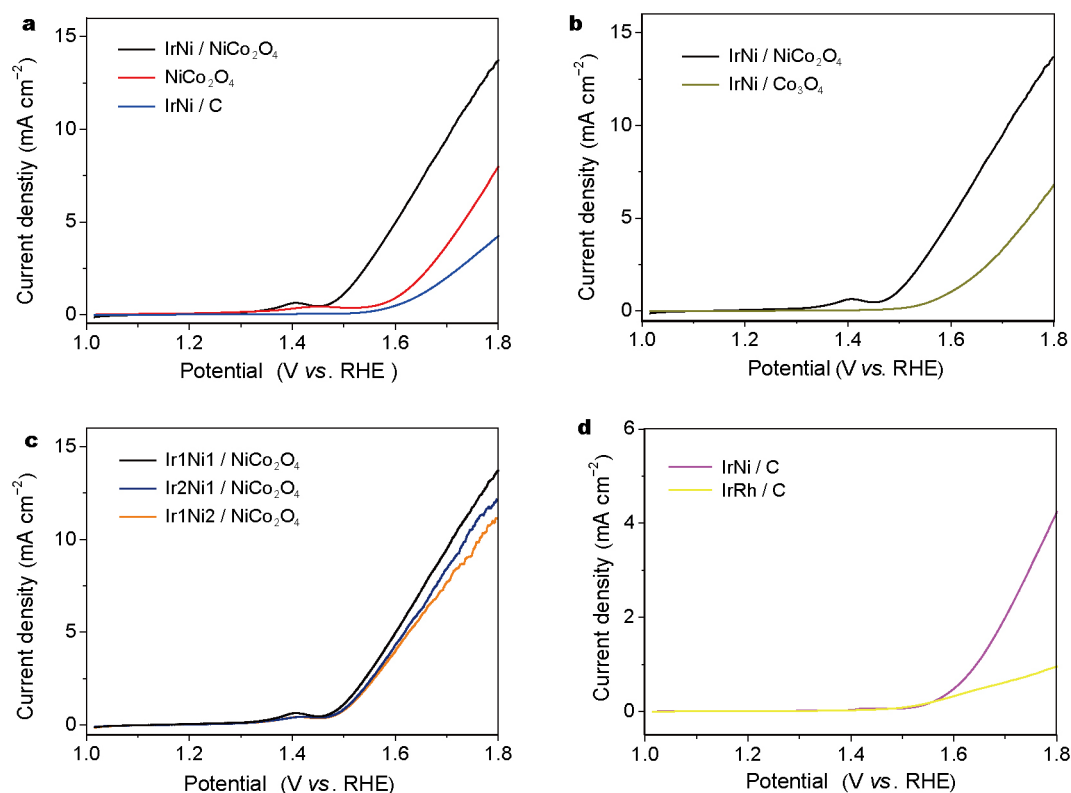 a
IrNi / NiCo₂O₄
NiCo₂O₄
IrNi / C
15
10
5
0
Current denstiy (mA cm⁻²)
1.0 1.2 1.4 1.6 1.8
Potential (V vs. RHE )
b
IrNi / NiCo₂O₄
IrNi / Co₃O₄
15
10
5
0
Current density (mA cm⁻²)
1.0 1.2 1.4 1.6 1.8
Potential (V vs. RHE)
c
Ir1Ni1 / NiCo₂O₄
Ir2Ni1 / NiCo₂O₄
Ir1Ni2 / NiCo₂O₄
15
10
5
0
Current density (mA cm⁻²)
1.0 1.2 1.4 1.6 1.8
Potential (V vs. RHE)
d
IrNi / C
IrRh / C
6
4
2
0
Current density (mA cm⁻²)
1.0 1.2 1.4 1.6 1.8
Potential (V vs. RHE)